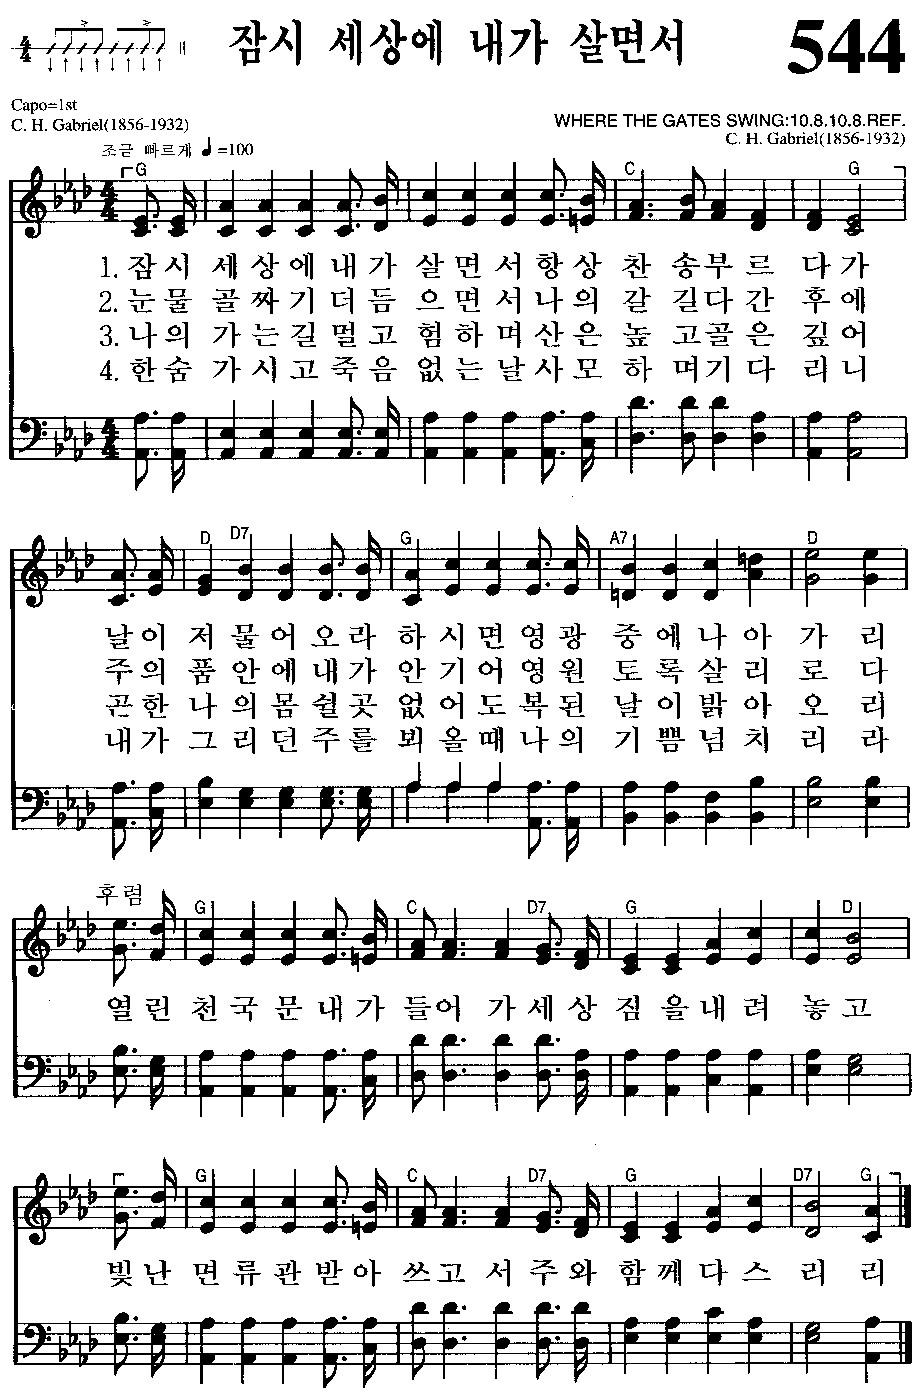 잠시 세상에 내가 살면서 544
Capo=1st
C. H. Gabriel(1856-1932)
WHERE THE GATES SWING:10.8.10.8.REF.
C. H. Gabriel(1856-1932)
조금 빠르게 ♩=100
G C G
4/4
1. 잠시 세상에내가 살면서항상 찬송부르 다가
2. 눈물 골짜기더듬 으면서나의 갈길다간 후에
3. 나의 가는길멀고 험하며산은 높고골은 깊어
4. 한숨 가시고죽음 없는날사모 하며기다 리니
D D7 G A7 D
날이 저물어오라 하시면영광 중에나아 가리
주의 품안에내가 안기어영원 토록살리 로다
곤한 나의몸쉴곳 없어도복된 날이밝아 오리
내가 그리던주를 뵈올때나의 기쁨넘치 리라
후렴
G C D7 G D
열린 천국문내가 들어가세상 짐을내려 놓고
G C D7 G D7 G
빛난 면류관받아 쓰고서주와 함께다스 리리